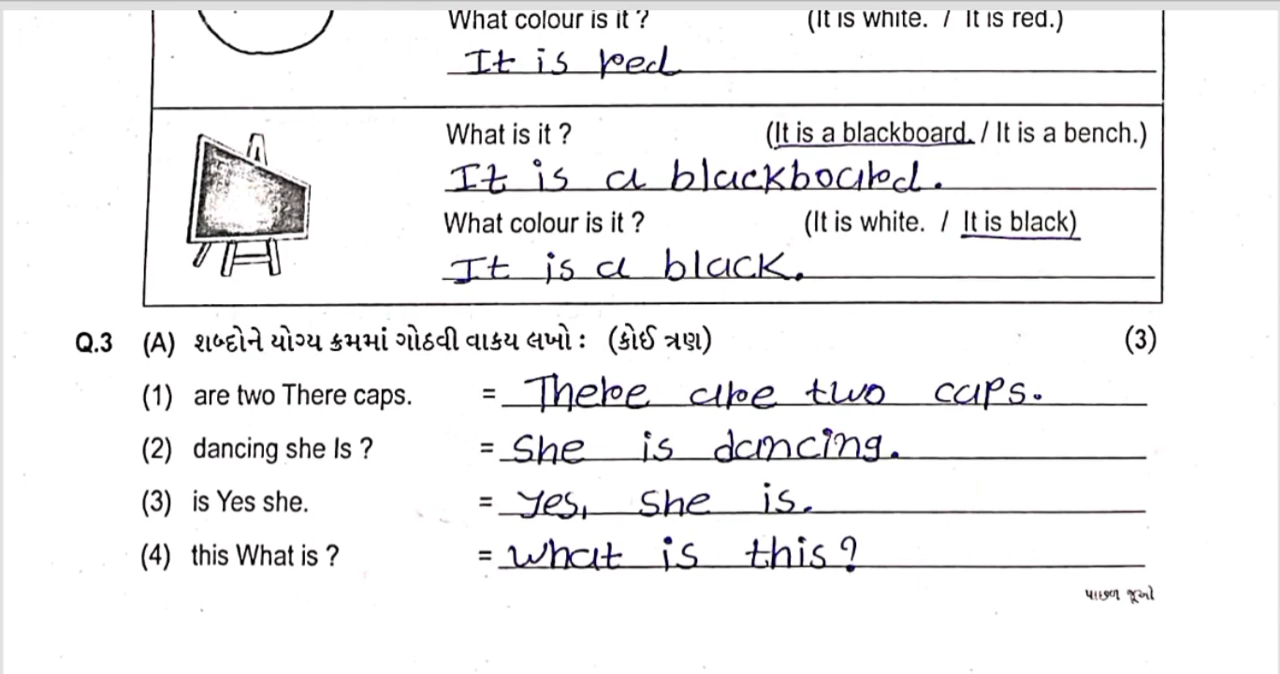 What colour is it ? (It is white. / It is red.)
It is red
What is it ? (It is a blackboard. / It is a bench.)
It is a blackboard.
What colour is it ? (It is white. / It is black)
It is a black.
Q.3 (A) શબ્દોને યોગ્ય ક્રમમાં ગોઠવી વાક્ય લખો : (કોઈ ત્રણ) (3)
(1) are two There caps. = There are two caps.
(2) dancing she Is ? = She is dancing.
(3) is Yes she. = Yes, She is.
(4) this What is ? = What is this?
પાછળ જૂઓ